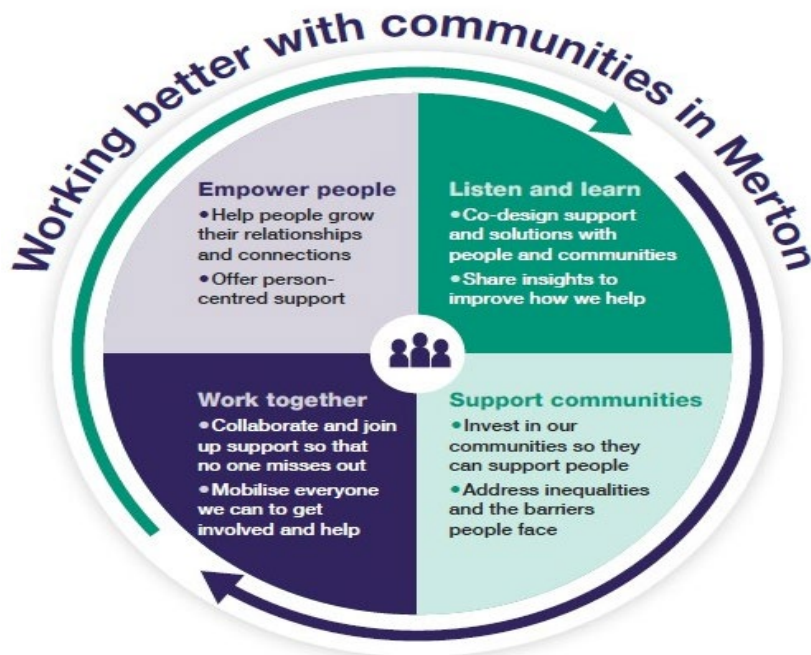 Working better with communities in Merton
Empower people
•Help people grow
their relationships
and connections
•Offer person-
centred support
Listen and learn
•Co-design support
and solutions with
people and communities
•Share insights to
improve how we help
Work together
•Collaborate and join
up support so that
no one misses out
•Mobilise everyone
we can to get
involved and help
Support communities
•Invest in our
communities so they
can support people
•Address inequalities
and the barriers
people face